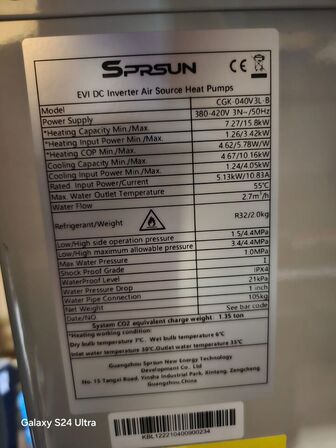 SPRSUN CE
EVI DC Inverter Air Source Heat Pumps
Model CGK-040V3L-B
Power Supply 380-420V 3N~/50Hz
*Heating Capacity Min./Max. 7.27/15.8kW
*Heating Input Power Min./Max. 1.26/3.42kW
*Heating COP Min./Max. 4.62/5.78W/W
Cooling Capacity Min./Max. 4.67/10.16kW
Cooling Input Power Min./Max. 1.24/4.05kW
Rated Input Power/Current 5.13kW/10.83A
Max. Water Outlet Temperature 55℃
Water Flow 2.7m³/h
Refrigerant/Weight R32/2.0kg
Low/High side operation pressure 1.5/4.4MPa
Low/High maximum allowable pressure 3.4/4.4MPa
Max. Water Pressure 1.0MPa
Shock Proof Grade I
WaterProof Level IPX4
Water Pressure Drop 21kPa
Water Pipe Connection 1 inch
Net Weight 105kg
Date/NO See bar code
System CO2 equivalent charge weight: 1.35 ton
*Heating working condition:
Dry bulb temperature 7℃, Wet bulb temperature 6℃
Inlet water temperature 30℃,Outlet water temperature 35℃
Guangzhou Sprsun New Energy Technology
Development Co., Ltd
No. 15 Tangai Road, Yinsha Industrial Park, Xintang, Zengcheng
Guangzhou, China
KBL122210400900234
Galaxy S24 Ultra